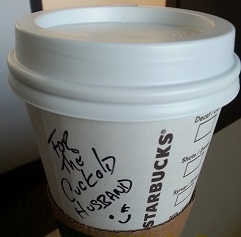 FOR
THE
CUCKOLD
HUSBAND
:-)
STARBUCKS®
Decaf
Shots
Syrup